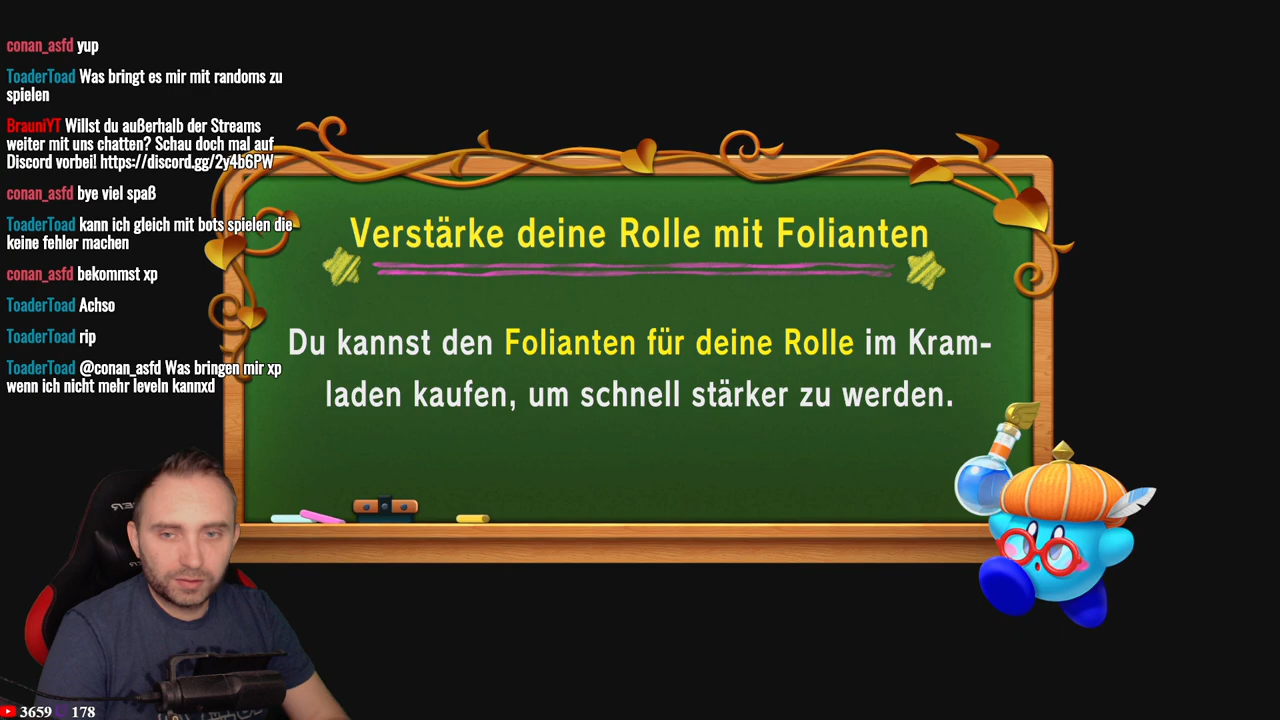 conan_asfd yup
ToaderToad Was bringt es mir mit randoms zu
spielen
BrauniYT Willst du außerhalb der Streams
weiter mit uns chatten? Schau doch mal auf
Discord vorbei! https://discord.gg/2y4b6PW
conan_asfd bye viel spaß
ToaderToad kann ich gleich mit bots spielen die
keine fehler machen
conan_asfd bekommst xp
ToaderToad Achso
ToaderToad rip
ToaderToad @conan_asfd Was bringen mir xp
wenn ich nicht mehr leveln kannxd
Verstärke deine Rolle mit Folianten
Du kannst den Folianten für deine Rolle im Kram-
laden kaufen, um schnell stärker zu werden.
3659 178